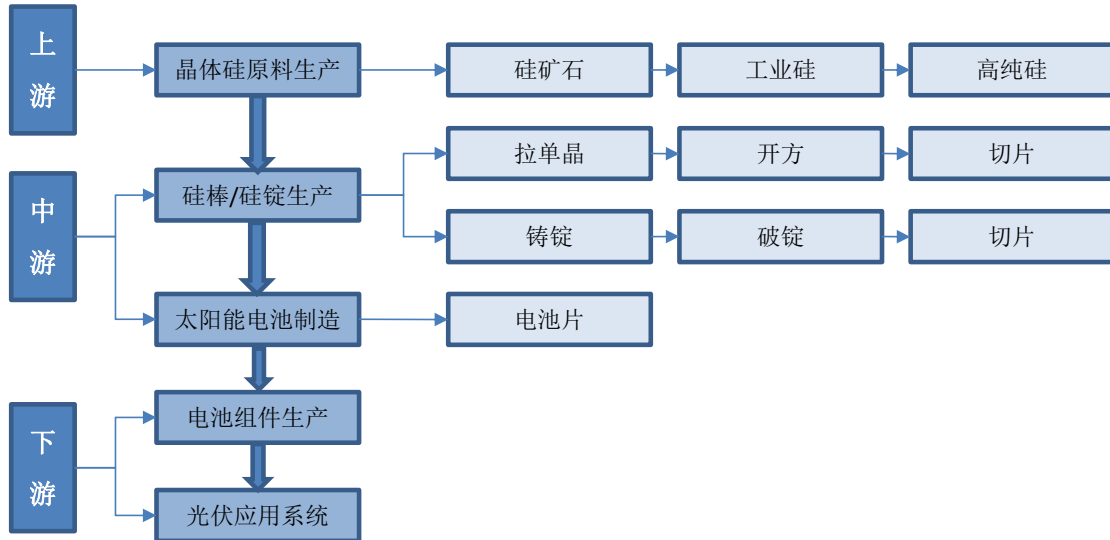 上游
晶体硅原料生产
硅矿石
工业硅
高纯硅
中游
硅棒/硅锭生产
拉单晶
开方
切片
铸锭
破锭
切片
太阳能电池制造
电池片
下游
电池组件生产
光伏应用系统